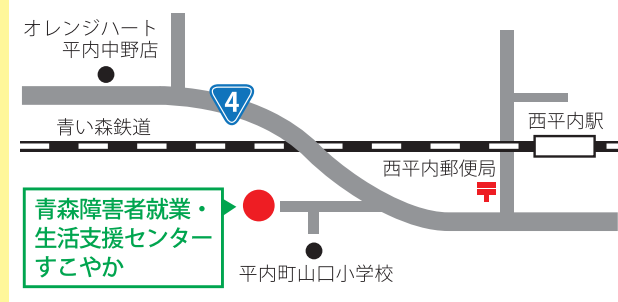 オレンジハート
平内中野店
4
青い森鉄道
西平内駅
西平内郵便局
青森障害者就業・
生活支援センター
すこやか
平内町山口小学校